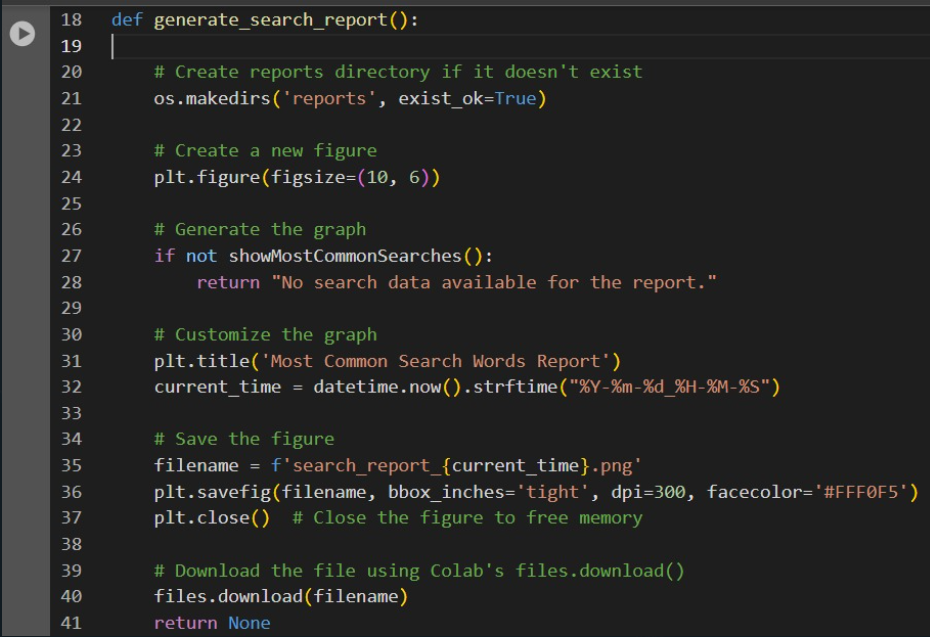 18 def generate_search_report():
19
20     # Create reports directory if it doesn't exist
21     os.makedirs('reports', exist_ok=True)
22
23     # Create a new figure
24     plt.figure(figsize=(10, 6))
25
26     # Generate the graph
27     if not showMostCommonSearches():
28         return "No search data available for the report."
29
30     # Customize the graph
31     plt.title('Most Common Search Words Report')
32     current_time = datetime.now().strftime("%Y-%m-%d_%H-%M-%S")
33
34     # Save the figure
35     filename = f'search_report_{current_time}.png'
36     plt.savefig(filename, bbox_inches='tight', dpi=300, facecolor='#FFF0F5')
37     plt.close()  # Close the figure to free memory
38
39     # Download the file using Colab's files.download()
40     files.download(filename)
41     return None